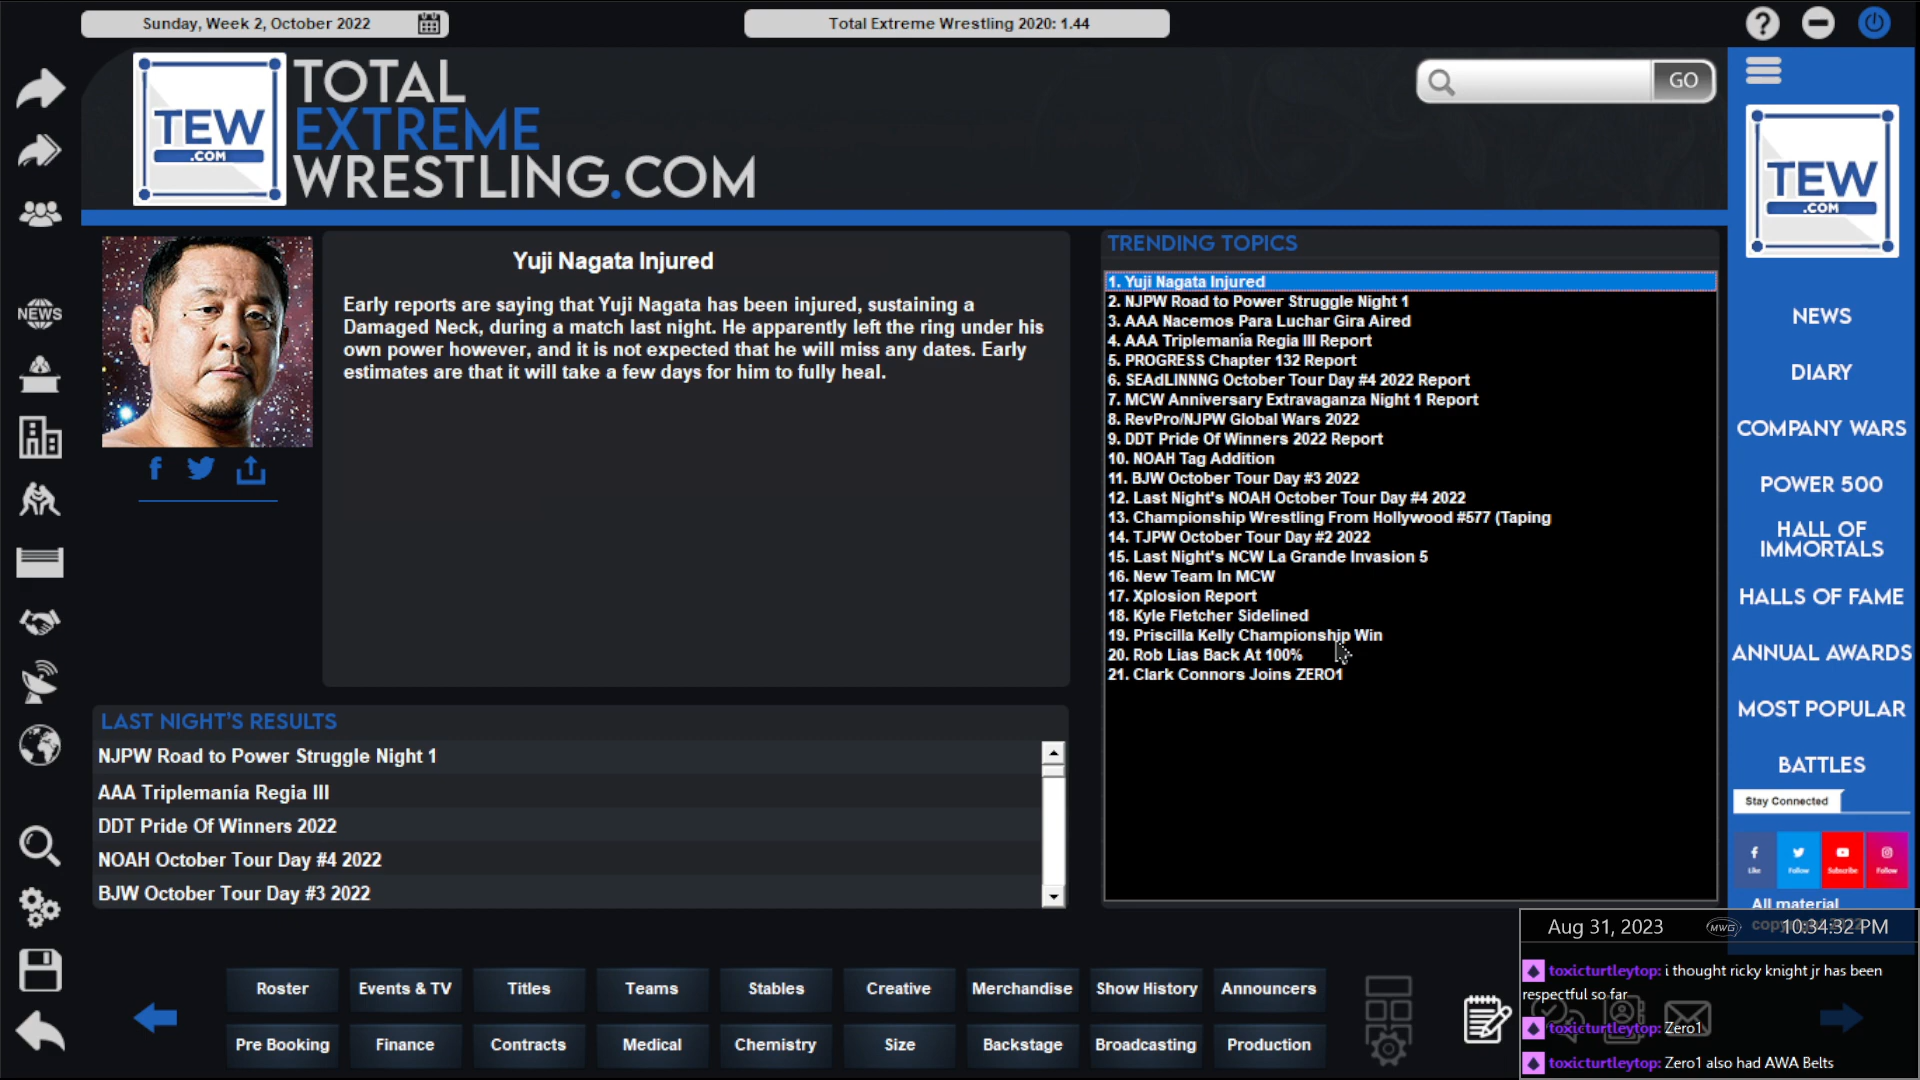 Sunday, Week 2, October 2022
Total Extreme Wrestling 2020: 1.44
?
TEW
.COM
TOTAL
EXTREME
WRESTLING.COM
GO
TEW
.COM
NEWS
Yuji Nagata Injured
Early reports are saying that Yuji Nagata has been injured, sustaining a
Damaged Neck, during a match last night. He apparently left the ring under his
own power however, and it is not expected that he will miss any dates. Early
estimates are that it will take a few days for him to fully heal.
TRENDING TOPICS
1. Yuji Nagata Injured
2. NJPW Road to Power Struggle Night 1
3. AAA Nacemos Para Luchar Gira Aired
4. AAA Triplemanía Regia III Report
5. PROGRESS Chapter 132 Report
6. SEAdLINNNG October Tour Day #4 2022 Report
7. MCW Anniversary Extravaganza Night 1 Report
8. RevPro/NJPW Global Wars 2022
9. DDT Pride Of Winners 2022 Report
10. NOAH Tag Addition
11. BJW October Tour Day #3 2022
12. Last Night's NOAH October Tour Day #4 2022
13. Championship Wrestling From Hollywood #577 (Taping
14. TJPW October Tour Day #2 2022
15. Last Night's NCW La Grande Invasion 5
16. New Team In MCW
17. Xplosion Report
18. Kyle Fletcher Sidelined
19. Priscilla Kelly Championship Win
20. Rob Lias Back At 100%
21. Clark Connors Joins ZERO1
NEWS
DIARY
COMPANY WARS
POWER 500
HALL OF
IMMORTALS
HALLS OF FAME
ANNUAL AWARDS
MOST POPULAR
BATTLES
Stay Connected
Like
Follow
Subscribe
Follow
All material
LAST NIGHT'S RESULTS
NJPW Road to Power Struggle Night 1
AAA Triplemanía Regia III
DDT Pride Of Winners 2022
NOAH October Tour Day #4 2022
BJW October Tour Day #3 2022
Roster
Events & TV
Titles
Teams
Stables
Creative
Merchandise
Show History
Announcers
Pre Booking
Finance
Contracts
Medical
Chemistry
Size
Backstage
Broadcasting
Production
Aug 31, 2023
MWG
10:34:32 PM
toxicturtleytop: i thought ricky knight jr has been
respectful so far
toxicturtleytop: Zero1
toxicturtleytop: Zero1 also had AWA Belts